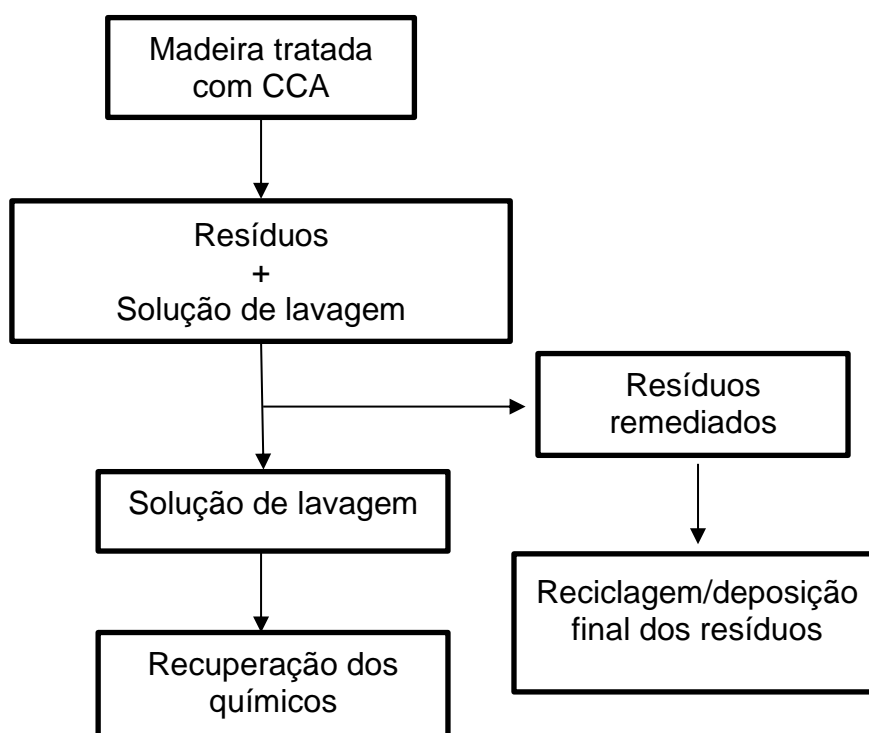 Madeira tratada
com CCA
Resíduos
+
Solução de lavagem
Resíduos
remediados
Solução de lavagem
Reciclagem/deposição
final dos resíduos
Recuperação dos
químicos